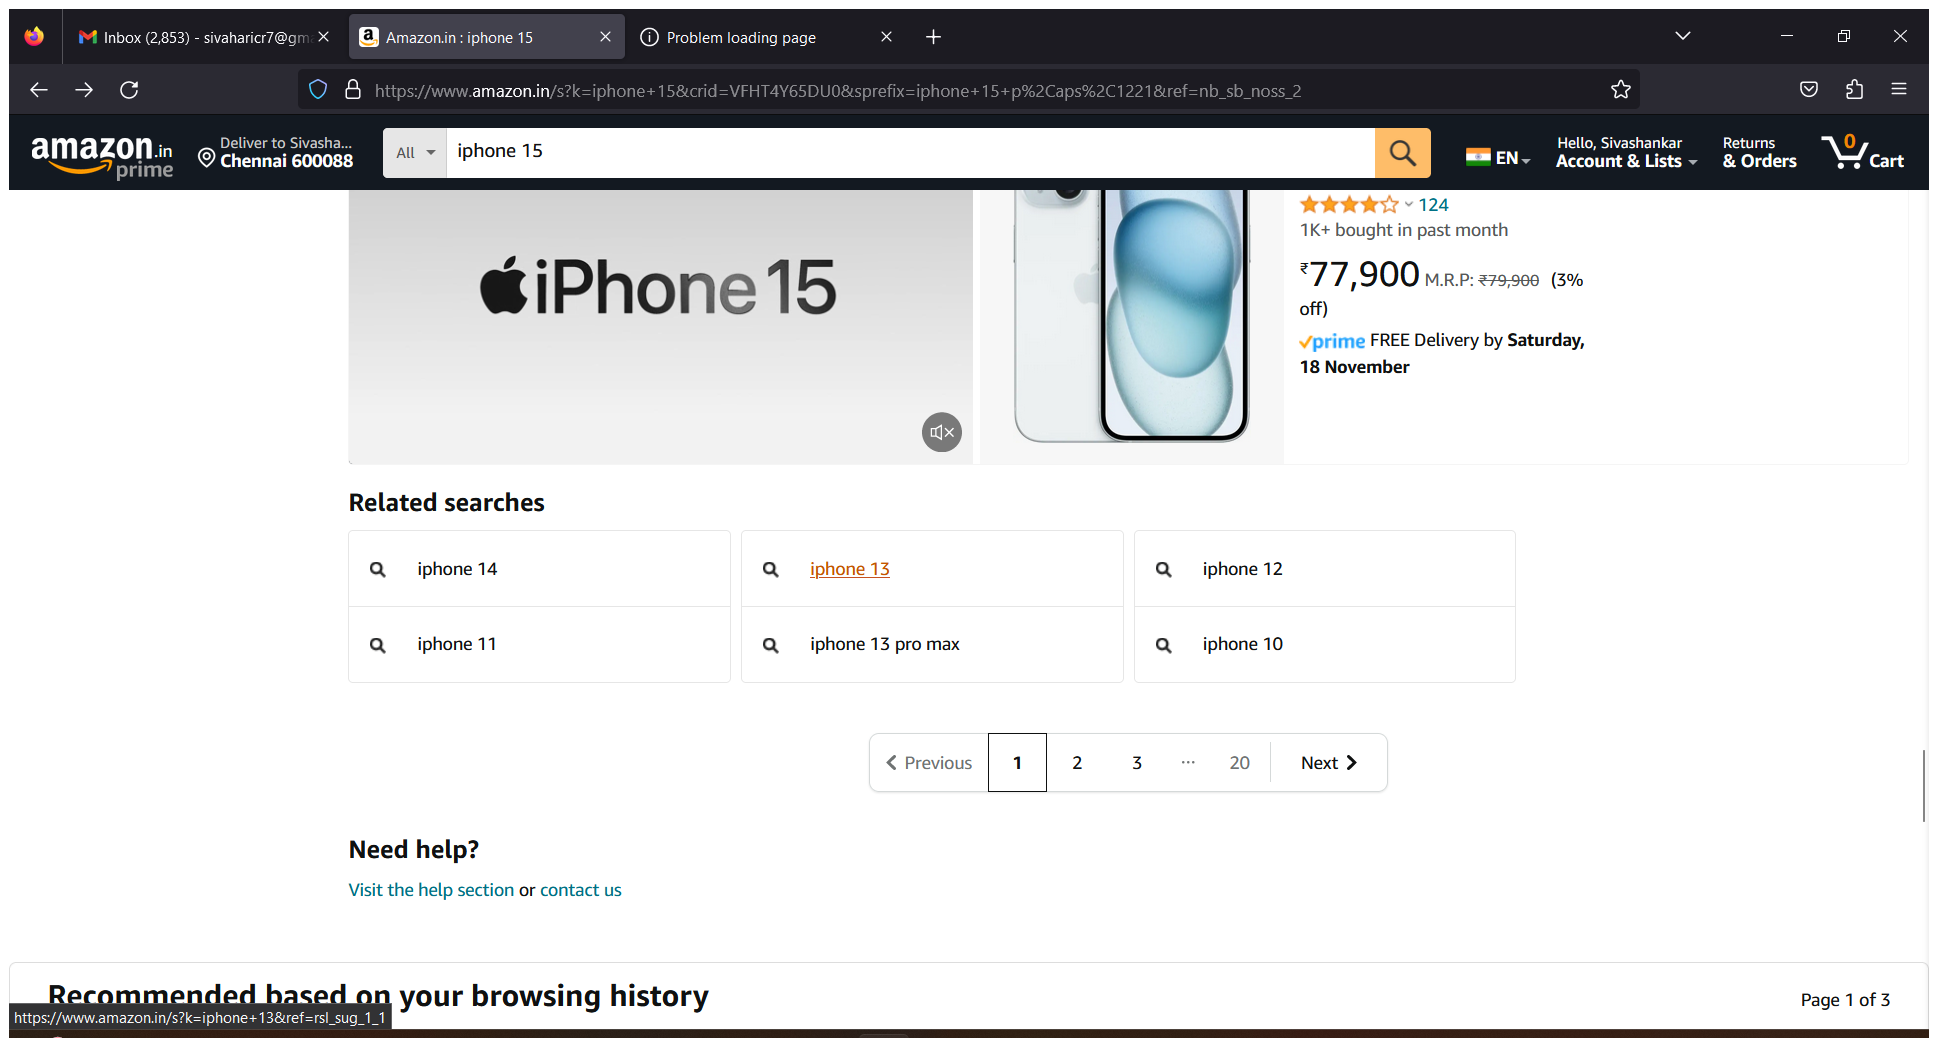 Inbox (2,853) - sivaharicr7@gm
Amazon.in : iphone 15
Problem loading page
https://www.amazon.in/s?k=iphone+15&crid=VFHT4Y65DU0&sprefix=iphone+15+p%2Caps%2C1221&ref=nb_sb_noss_2
amazon.in
prime
Deliver to Sivasha...
Chennai 600088
All
iphone 15
EN
Hello, Sivashankar
Account & Lists
Returns
& Orders
0
Cart
iPhone 15
124
1K+ bought in past month
₹77,900 M.R.P: ₹79,900 (3%
off)
prime FREE Delivery by Saturday,
18 November
Related searches
iphone 14
iphone 13
iphone 12
iphone 11
iphone 13 pro max
iphone 10
Previous 1 2 3 ... 20 Next
Need help?
Visit the help section or contact us
Recommended based on your browsing history
Page 1 of 3
https://www.amazon.in/s?k=iphone+13&ref=rsl_sug_1_1